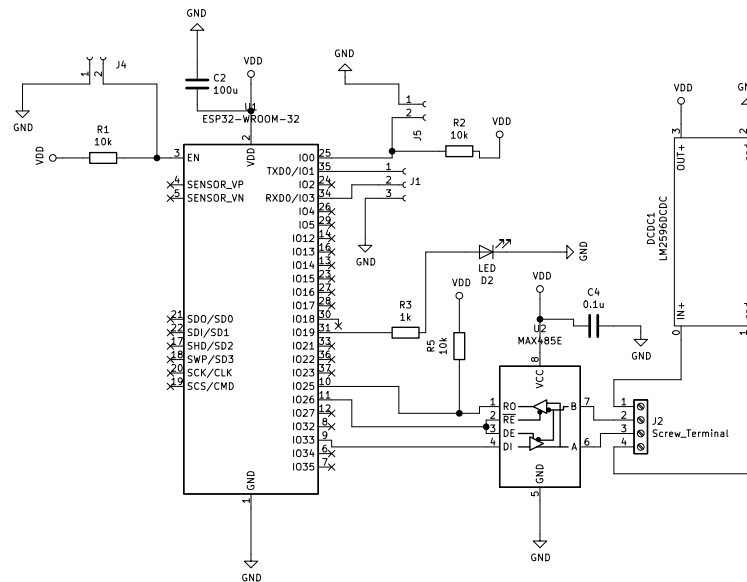 GND
GND
J4
1
2
C2
100u
VDD
GND
R1
10k
VDD
U1
ESP32-WROOM-32
2
VDD
3
EN
4
SENSOR_VP
5
SENSOR_VN
21
SDO/SD0
22
SDI/SD1
17
SHD/SD2
18
SWP/SD3
20
SCK/CLK
19
SCS/CMD
IO0
25
TXD0/IO1
35
IO2
24
RXD0/IO3
34
IO4
26
IO5
29
IO12
14
IO13
16
IO14
13
IO15
23
IO16
27
IO17
28
IO18
30
IO19
31
IO21
33
IO22
36
IO23
37
IO25
10
IO26
11
IO27
12
IO32
8
IO33
9
IO34
6
IO35
7
GND
1
GND
1
2
J5
R2
10k
VDD
1
2
3
J1
GND
LED
D2
GND
R3
1k
VDD
R5
10k
VDD
C4
0.1u
GND
U2
MAX485E
8
VCC
1
RO
2
RE
3
DE
4
DI
B
7
A
6
GND
5
GND
1
2
3
4
J2
Screw_Terminal
VDD
3
OUT+
DCDC1
LM2596DCDC
IN+
0
2
1